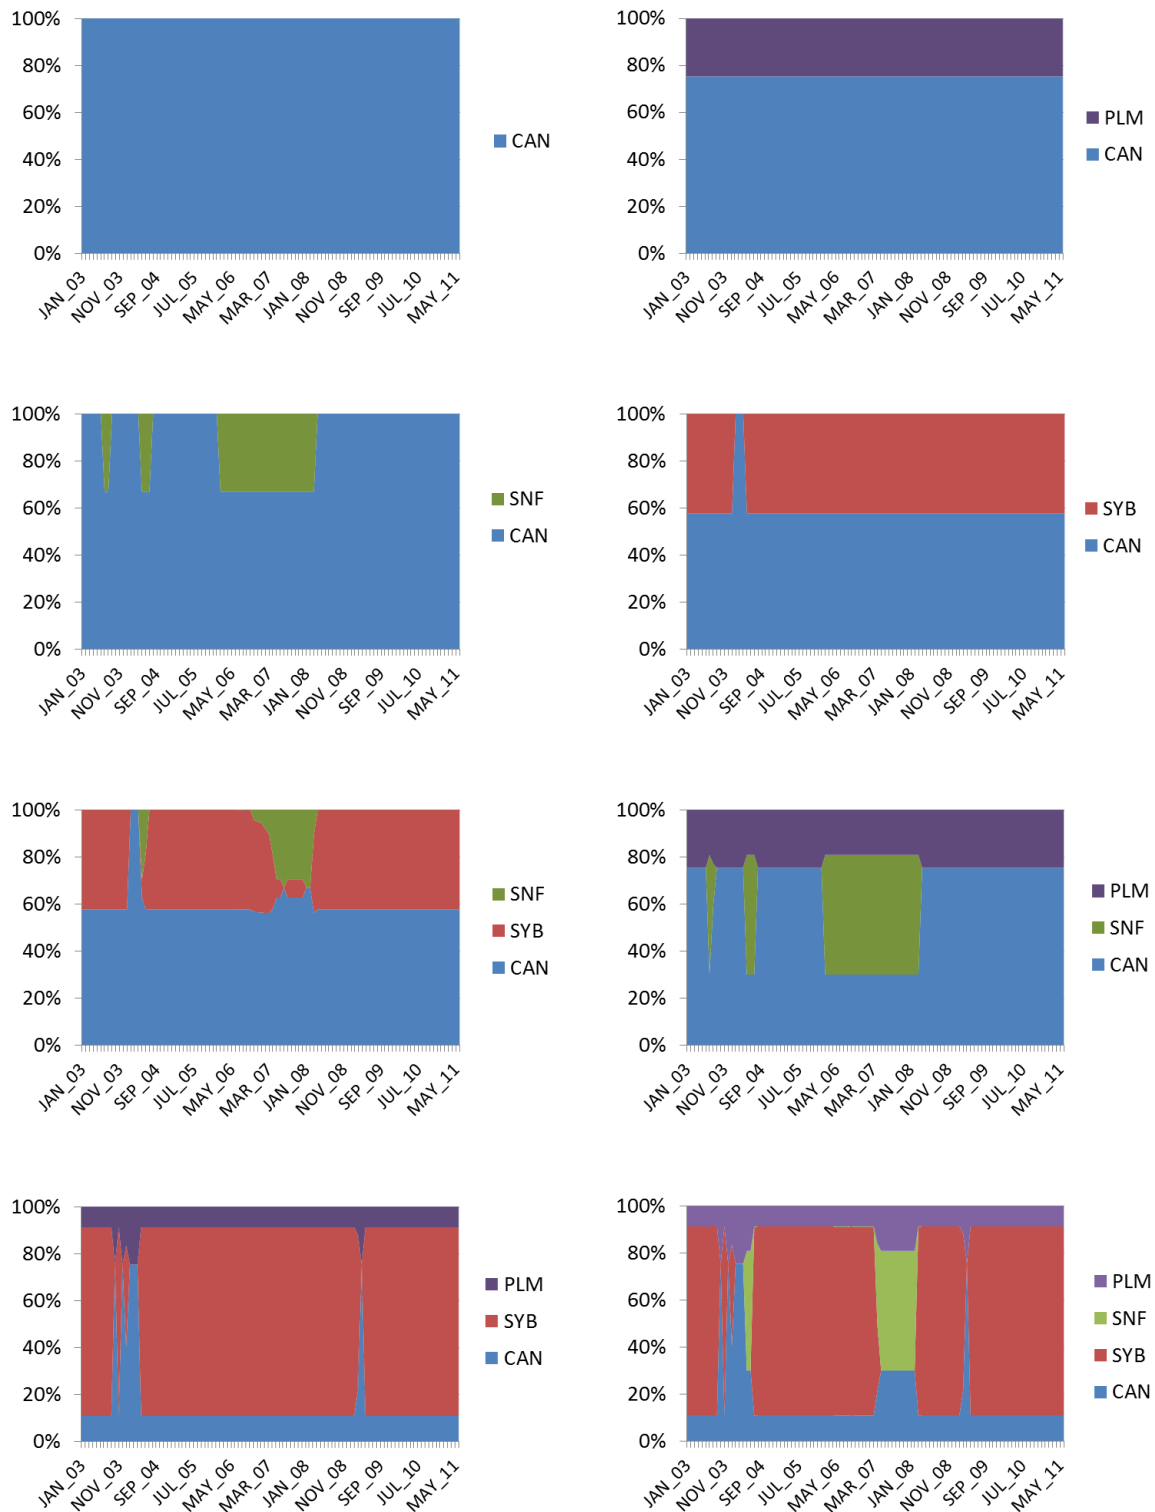 100%
80%
60%
40%
20%
0%
JAN_03
NOV_03
SEP_04
JUL_05
MAY_06
MAR_07
JAN_08
NOV_08
SEP_09
JUL_10
MAY_11
CAN
100%
80%
60%
40%
20%
0%
JAN_03
NOV_03
SEP_04
JUL_05
MAY_06
MAR_07
JAN_08
NOV_08
SEP_09
JUL_10
MAY_11
PLM
CAN
100%
80%
60%
40%
20%
0%
JAN_03
NOV_03
SEP_04
JUL_05
MAY_06
MAR_07
JAN_08
NOV_08
SEP_09
JUL_10
MAY_11
SNF
CAN
100%
80%
60%
40%
20%
0%
JAN_03
NOV_03
SEP_04
JUL_05
MAY_06
MAR_07
JAN_08
NOV_08
SEP_09
JUL_10
MAY_11
SYB
CAN
100%
80%
60%
40%
20%
0%
JAN_03
NOV_03
SEP_04
JUL_05
MAY_06
MAR_07
JAN_08
NOV_08
SEP_09
JUL_10
MAY_11
SNF
SYB
CAN
100%
80%
60%
40%
20%
0%
JAN_03
NOV_03
SEP_04
JUL_05
MAY_06
MAR_07
JAN_08
NOV_08
SEP_09
JUL_10
MAY_11
PLM
SNF
CAN
100%
80%
60%
40%
20%
0%
JAN_03
NOV_03
SEP_04
JUL_05
MAY_06
MAR_07
JAN_08
NOV_08
SEP_09
JUL_10
MAY_11
PLM
SYB
CAN
100%
80%
60%
40%
20%
0%
JAN_03
NOV_03
SEP_04
JUL_05
MAY_06
MAR_07
JAN_08
NOV_08
SEP_09
JUL_10
MAY_11
PLM
SNF
SYB
CAN